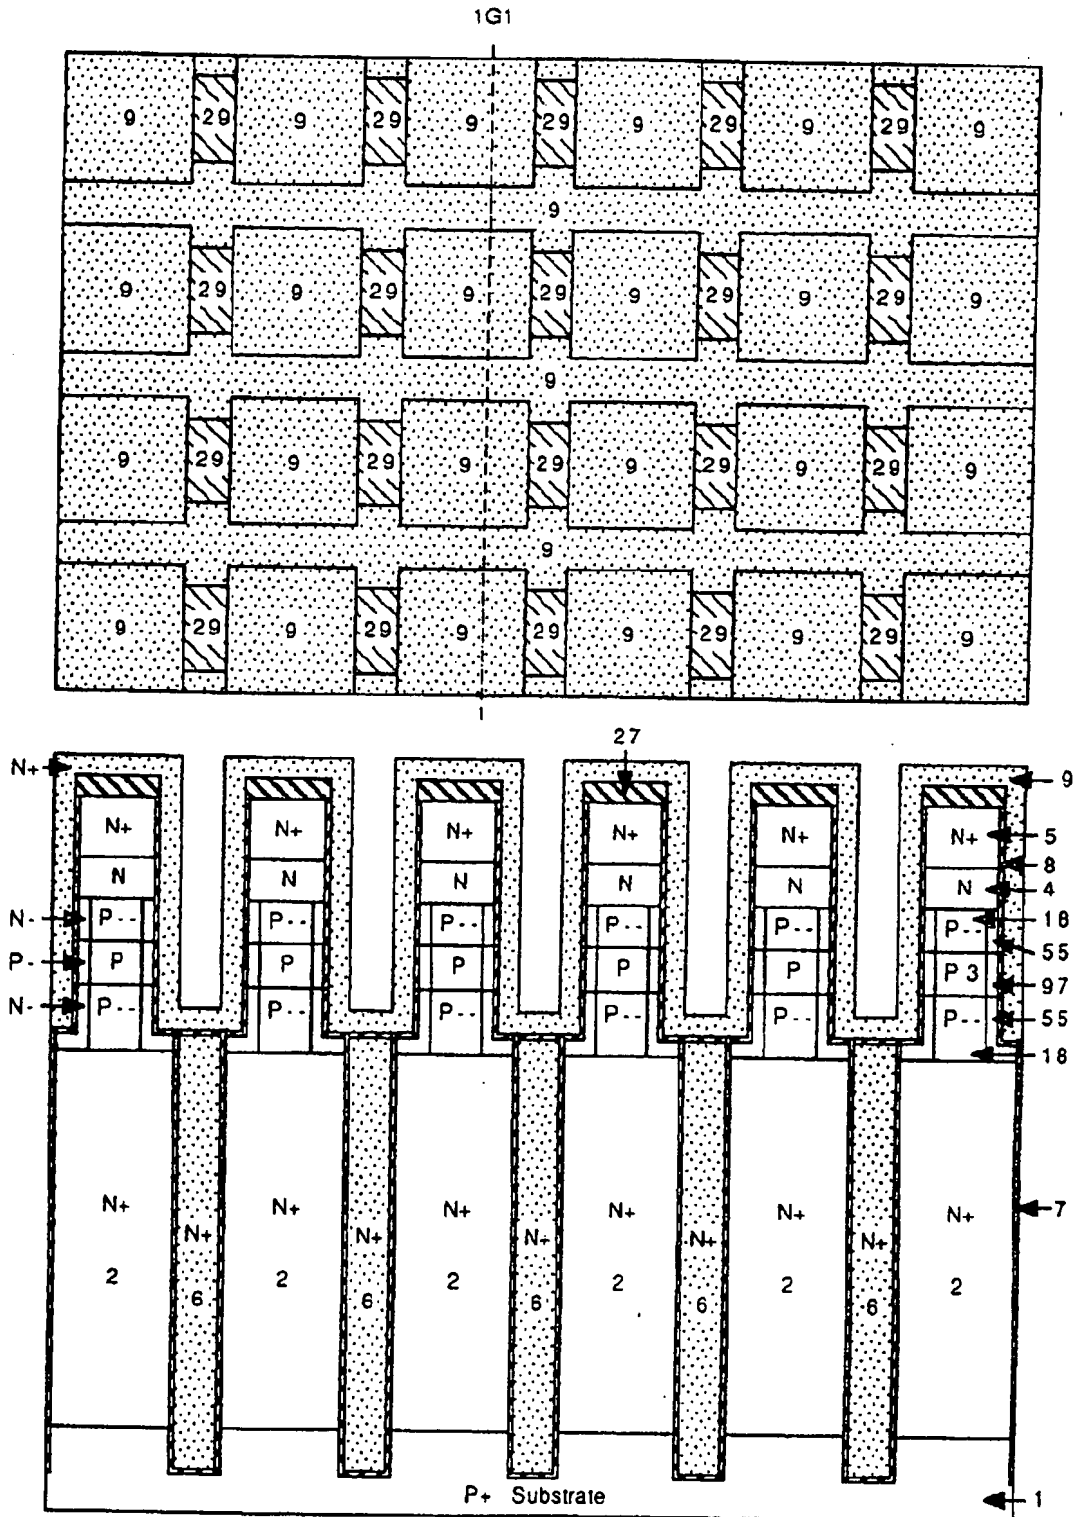 1G1
9 29 9 29 9 29 9 29 9 29 9
9
9 29 9 29 9 29 9 29 9 29 9
9
9 29 9 29 9 29 9 29 9 29 9
9
9 29 9 29 9 29 9 29 9 29 9
1
27
N+ 9
N+ N+ N+ N+ N+ N+ 5
8
N N N N N N 4
N- P-- P-- P-- P-- P-- P-- 18
55
P- P P P P P P 3 97
N- P-- P-- P-- P-- P-- P-- 55
18
N+ N+ N+ N+ N+ N+ 7
N+ N+ N+ N+ N+
2 2 2 2 2 2
6 6 6 6 6
P+ Substrate 1